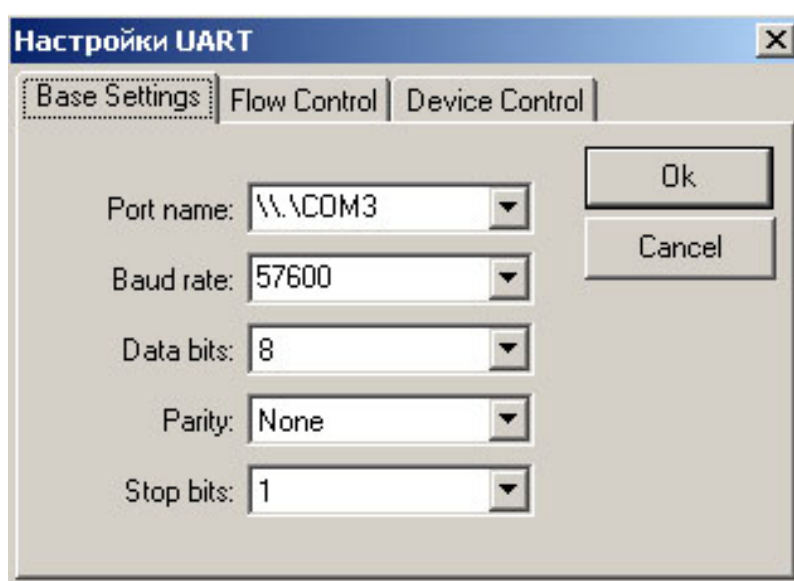 Настройки UART
Base Settings Flow Control Device Control
Port name: \\.\COM3
Ok
Baud rate: 57600
Cancel
Data bits: 8
Parity: None
Stop bits: 1